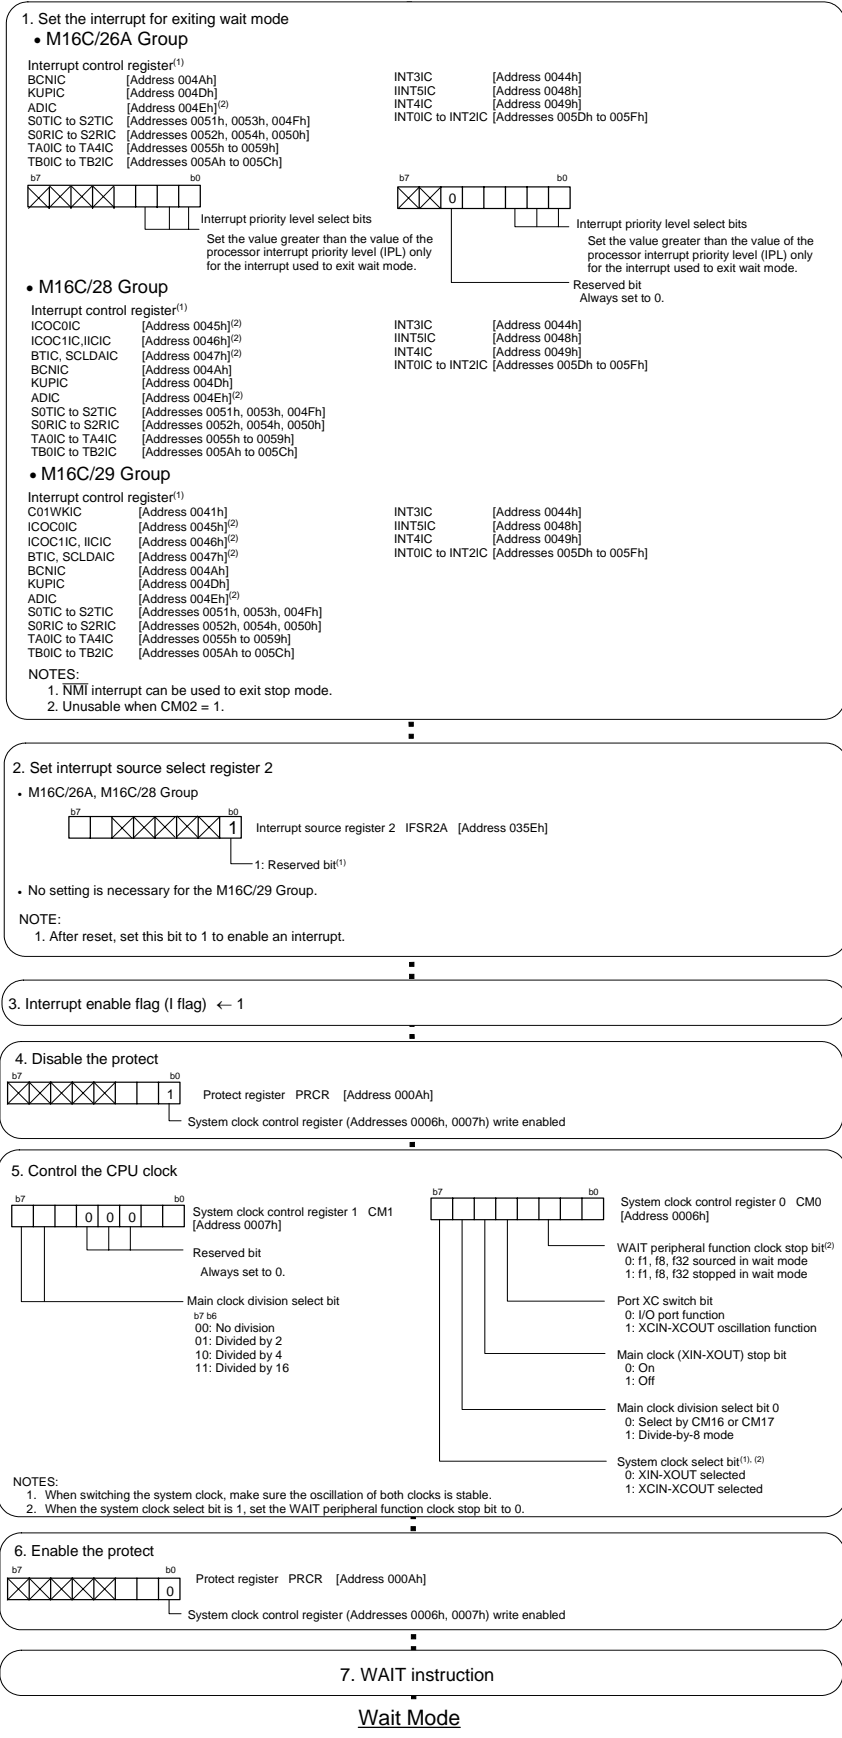 1. Set the interrupt for exiting wait mode
• M16C/26A Group
Interrupt control register(1)
BCNIC [Address 004Ah]
KUPIC [Address 004Dh]
ADIC [Address 004Eh](2)
S0TIC to S2TIC [Addresses 0051h, 0053h, 004Fh]
S0RIC to S2RIC [Addresses 0052h, 0054h, 0050h]
TA0IC to TA4IC [Addresses 0055h to 0059h]
TB0IC to TB2IC [Addresses 005Ah to 005Ch]
INT3IC [Address 0044h]
IINT5IC [Address 0048h]
INT4IC [Address 0049h]
INT0IC to INT2IC [Addresses 005Dh to 005Fh]
b7 b0
Interrupt priority level select bits
Set the value greater than the value of the
processor interrupt priority level (IPL) only
for the interrupt used to exit wait mode.
b7 b0
0
Interrupt priority level select bits
Set the value greater than the value of the
processor interrupt priority level (IPL) only
for the interrupt used to exit wait mode.
Reserved bit
Always set to 0.
• M16C/28 Group
Interrupt control register(1)
ICOC0IC [Address 0045h](2)
ICOC1IC,IICIC [Address 0046h](2)
BTIC, SCLDAIC [Address 0047h](2)
BCNIC [Address 004Ah]
KUPIC [Address 004Dh]
ADIC [Address 004Eh](2)
S0TIC to S2TIC [Addresses 0051h, 0053h, 004Fh]
S0RIC to S2RIC [Addresses 0052h, 0054h, 0050h]
TA0IC to TA4IC [Addresses 0055h to 0059h]
TB0IC to TB2IC [Addresses 005Ah to 005Ch]
INT3IC [Address 0044h]
IINT5IC [Address 0048h]
INT4IC [Address 0049h]
INT0IC to INT2IC [Addresses 005Dh to 005Fh]
• M16C/29 Group
Interrupt control register(1)
C01WKIC [Address 0041h]
ICOC0IC [Address 0045h](2)
ICOC1IC, IICIC [Address 0046h](2)
BTIC, SCLDAIC [Address 0047h](2)
BCNIC [Address 004Ah]
KUPIC [Address 004Dh]
ADIC [Address 004Eh](2)
S0TIC to S2TIC [Addresses 0051h, 0053h, 004Fh]
S0RIC to S2RIC [Addresses 0052h, 0054h, 0050h]
TA0IC to TA4IC [Addresses 0055h to 0059h]
TB0IC to TB2IC [Addresses 005Ah to 005Ch]
INT3IC [Address 0044h]
IINT5IC [Address 0048h]
INT4IC [Address 0049h]
INT0IC to INT2IC [Addresses 005Dh to 005Fh]
NOTES:
1. NMI interrupt can be used to exit stop mode.
2. Unusable when CM02 = 1.
2. Set interrupt source select register 2
• M16C/26A, M16C/28 Group
b7 b0
1 Interrupt source register 2 IFSR2A [Address 035Eh]
1: Reserved bit(1)
• No setting is necessary for the M16C/29 Group.
NOTE:
1. After reset, set this bit to 1 to enable an interrupt.
3. Interrupt enable flag (I flag) ← 1
4. Disable the protect
b7 b0
1 Protect register PRCR [Address 000Ah]
System clock control register (Addresses 0006h, 0007h) write enabled
5. Control the CPU clock
b7 b0
0 0 0 System clock control register 1 CM1
[Address 0007h]
Reserved bit
Always set to 0.
Main clock division select bit
b7 b6
00: No division
01: Divided by 2
10: Divided by 4
11: Divided by 16
b7 b0
System clock control register 0 CM0
[Address 0006h]
WAIT peripheral function clock stop bit(2)
0: f1, f8, f32 sourced in wait mode
1: f1, f8, f32 stopped in wait mode
Port XC switch bit
0: I/O port function
1: XCIN-XCOUT oscillation function
Main clock (XIN-XOUT) stop bit
0: On
1: Off
Main clock division select bit 0
0: Select by CM16 or CM17
1: Divide-by-8 mode
System clock select bit(1), (2)
0: XIN-XOUT selected
1: XCIN-XCOUT selected
NOTES:
1. When switching the system clock, make sure the oscillation of both clocks is stable.
2. When the system clock select bit is 1, set the WAIT peripheral function clock stop bit to 0.
6. Enable the protect
b7 b0
0 Protect register PRCR [Address 000Ah]
System clock control register (Addresses 0006h, 0007h) write enabled
7. WAIT instruction
Wait Mode